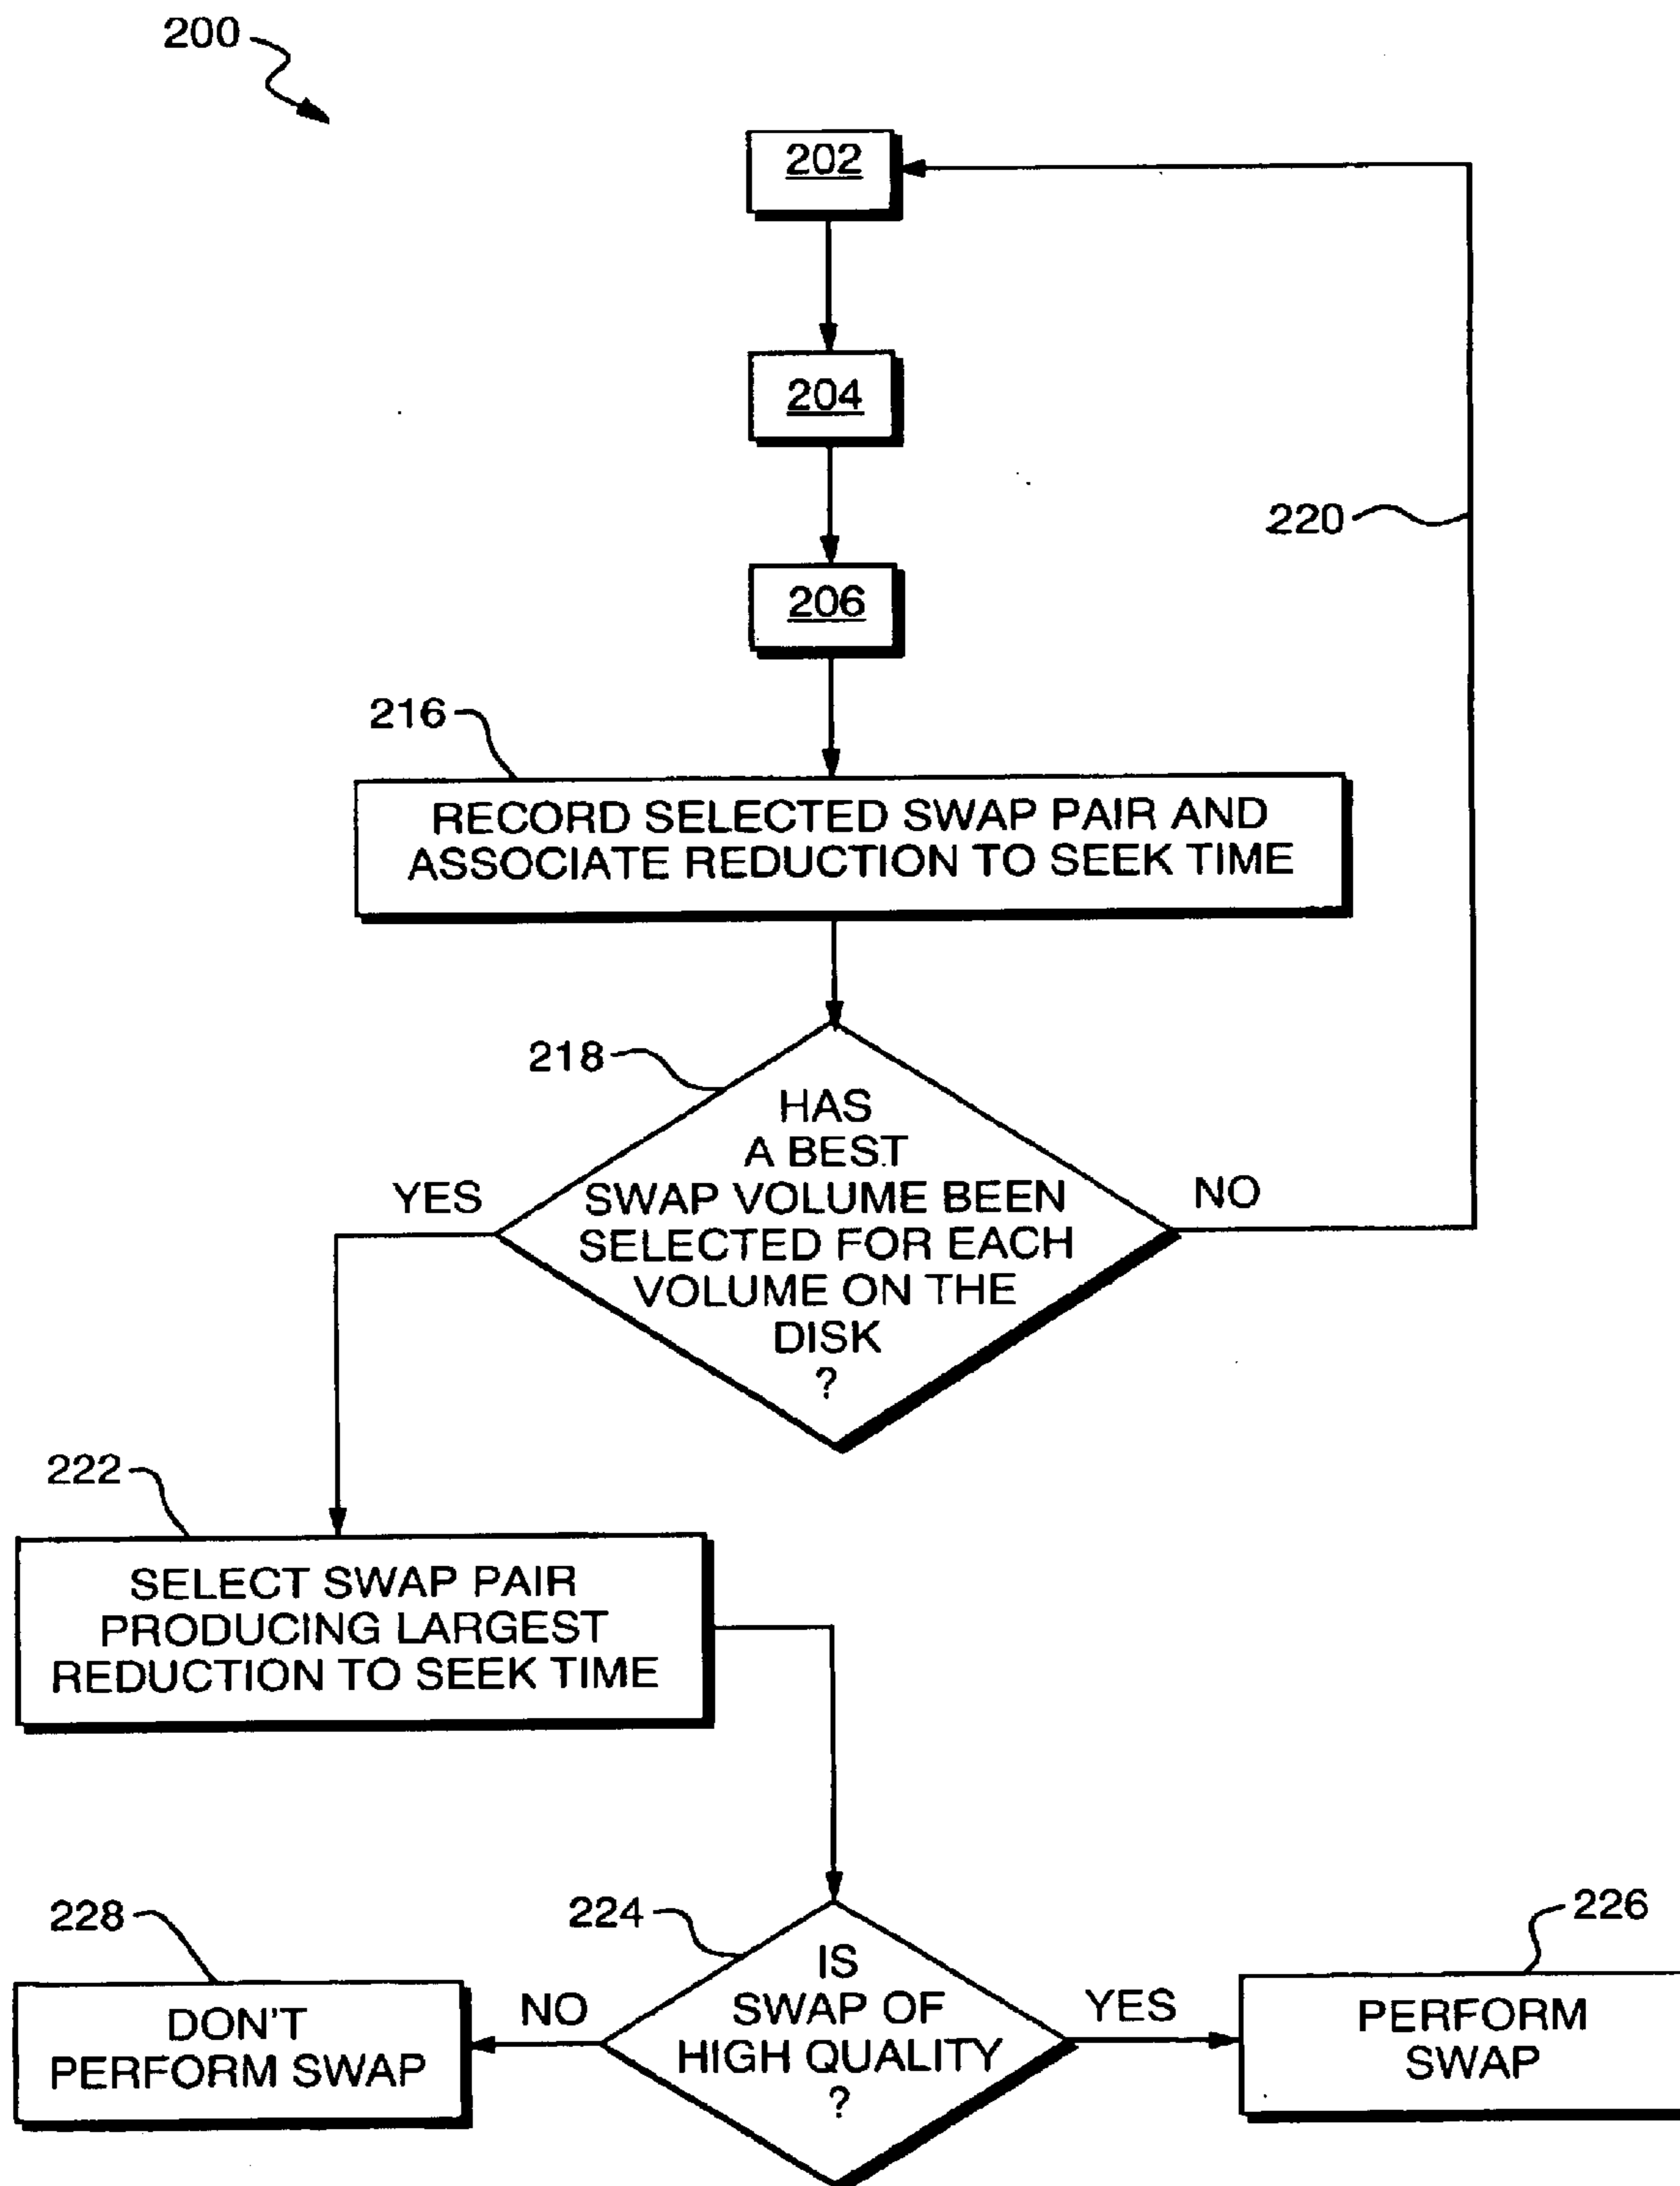 200
202
204
220
206
216
RECORD SELECTED SWAP PAIR AND
ASSOCIATE REDUCTION TO SEEK TIME
218
HAS
A BEST
SWAP VOLUME BEEN
SELECTED FOR EACH
VOLUME ON THE
DISK
?
YES
NO
222
SELECT SWAP PAIR
PRODUCING LARGEST
REDUCTION TO SEEK TIME
228
224
226
DON'T
PERFORM SWAP
NO
IS
SWAP OF
HIGH QUALITY
?
YES
PERFORM
SWAP